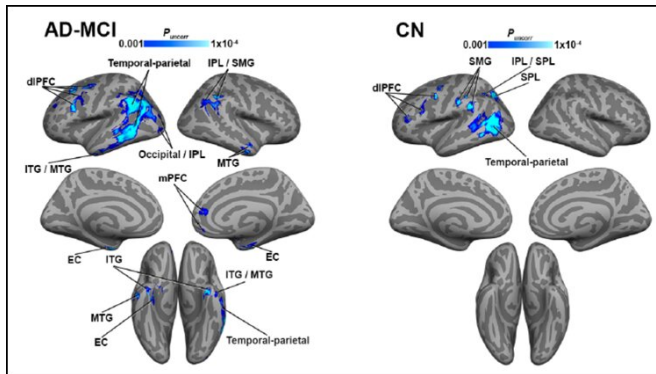 AD-MCI
P uncorr
0.001 1x10-4
Temporal-parietal
IPL / SMG
dlPFC
ITG / MTG
Occipital / IPL
MTG
mPFC
EC
ITG
EC
ITG / MTG
MTG
EC
Temporal-parietal
CN
P uncorr
0.001 1x10-4
SMG
IPL / SPL
dlPFC
SPL
Temporal-parietal